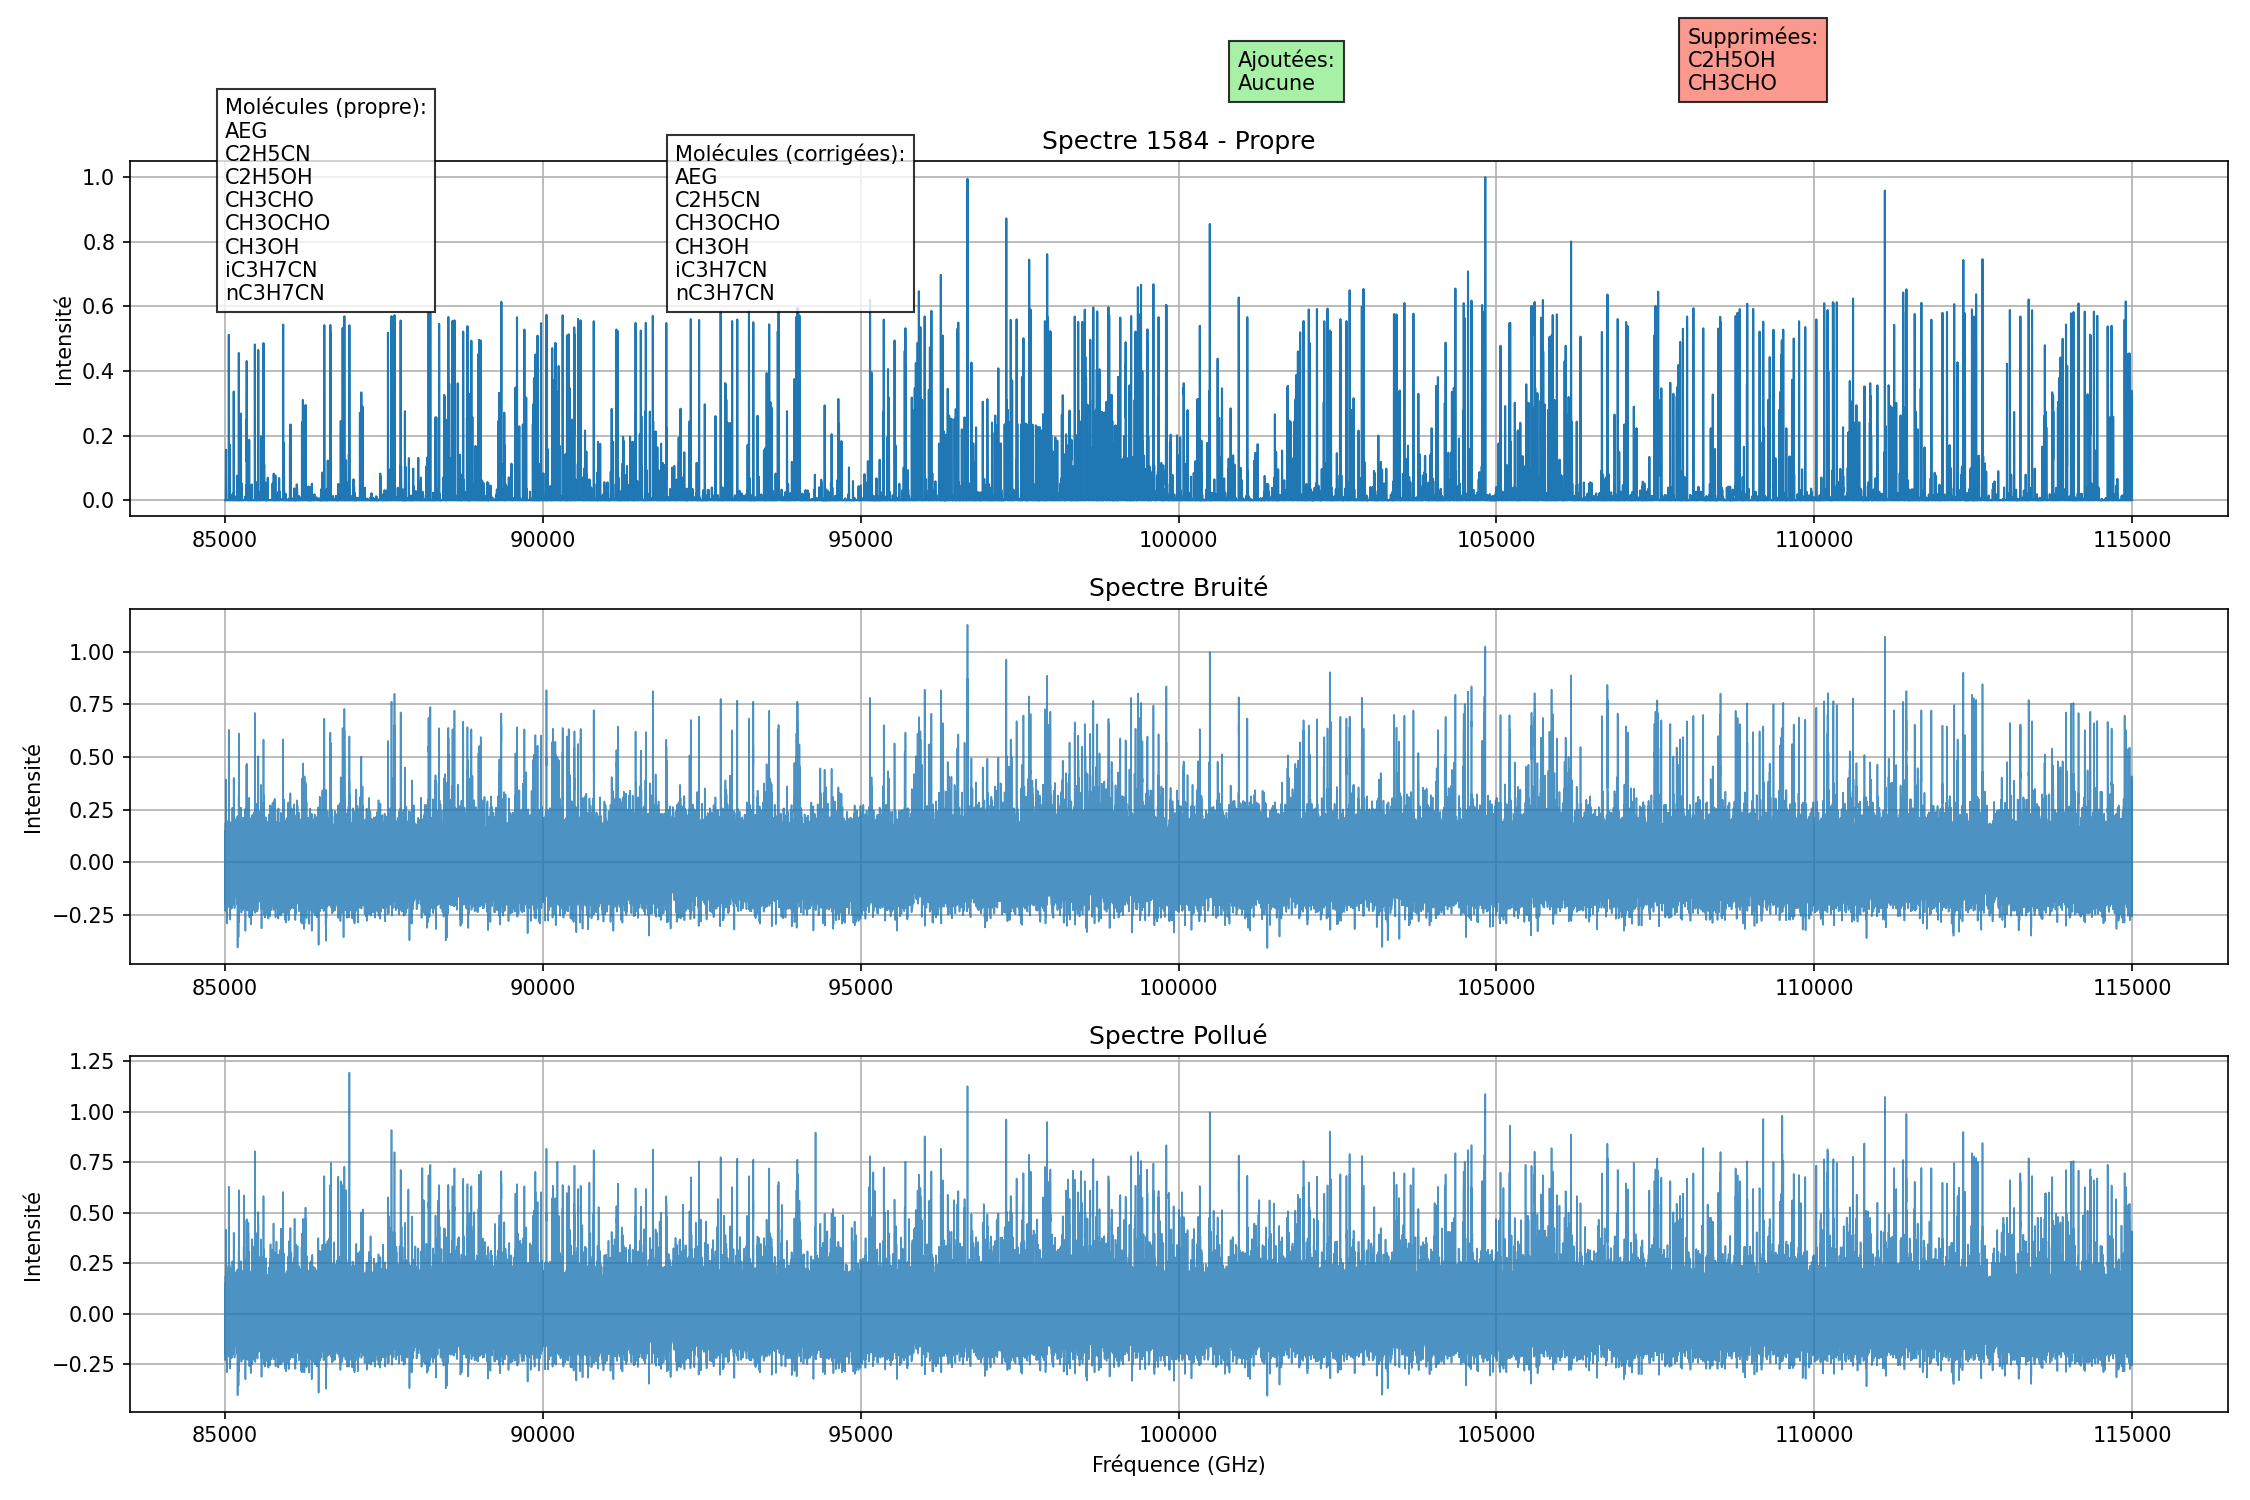 Supprimées:
C2H5OH
CH3CHO
Ajoutées:
Aucune
Molécules (propre):
AEG
C2H5CN
C2H5OH
CH3CHO
CH3OCHO
CH3OH
iC3H7CN
nC3H7CN
Molécules (corrigées):
AEG
C2H5CN
CH3OCHO
CH3OH
iC3H7CN
nC3H7CN
Spectre 1584 - Propre
Intensité
1.0
0.8
0.6
0.4
0.2
0.0
85000 90000 95000 100000 105000 110000 115000
Spectre Bruité
Intensité
1.00
0.75
0.50
0.25
0.00
−0.25
85000 90000 95000 100000 105000 110000 115000
Spectre Pollué
Intensité
1.25
1.00
0.75
0.50
0.25
0.00
−0.25
85000 90000 95000 100000 105000 110000 115000
Fréquence (GHz)